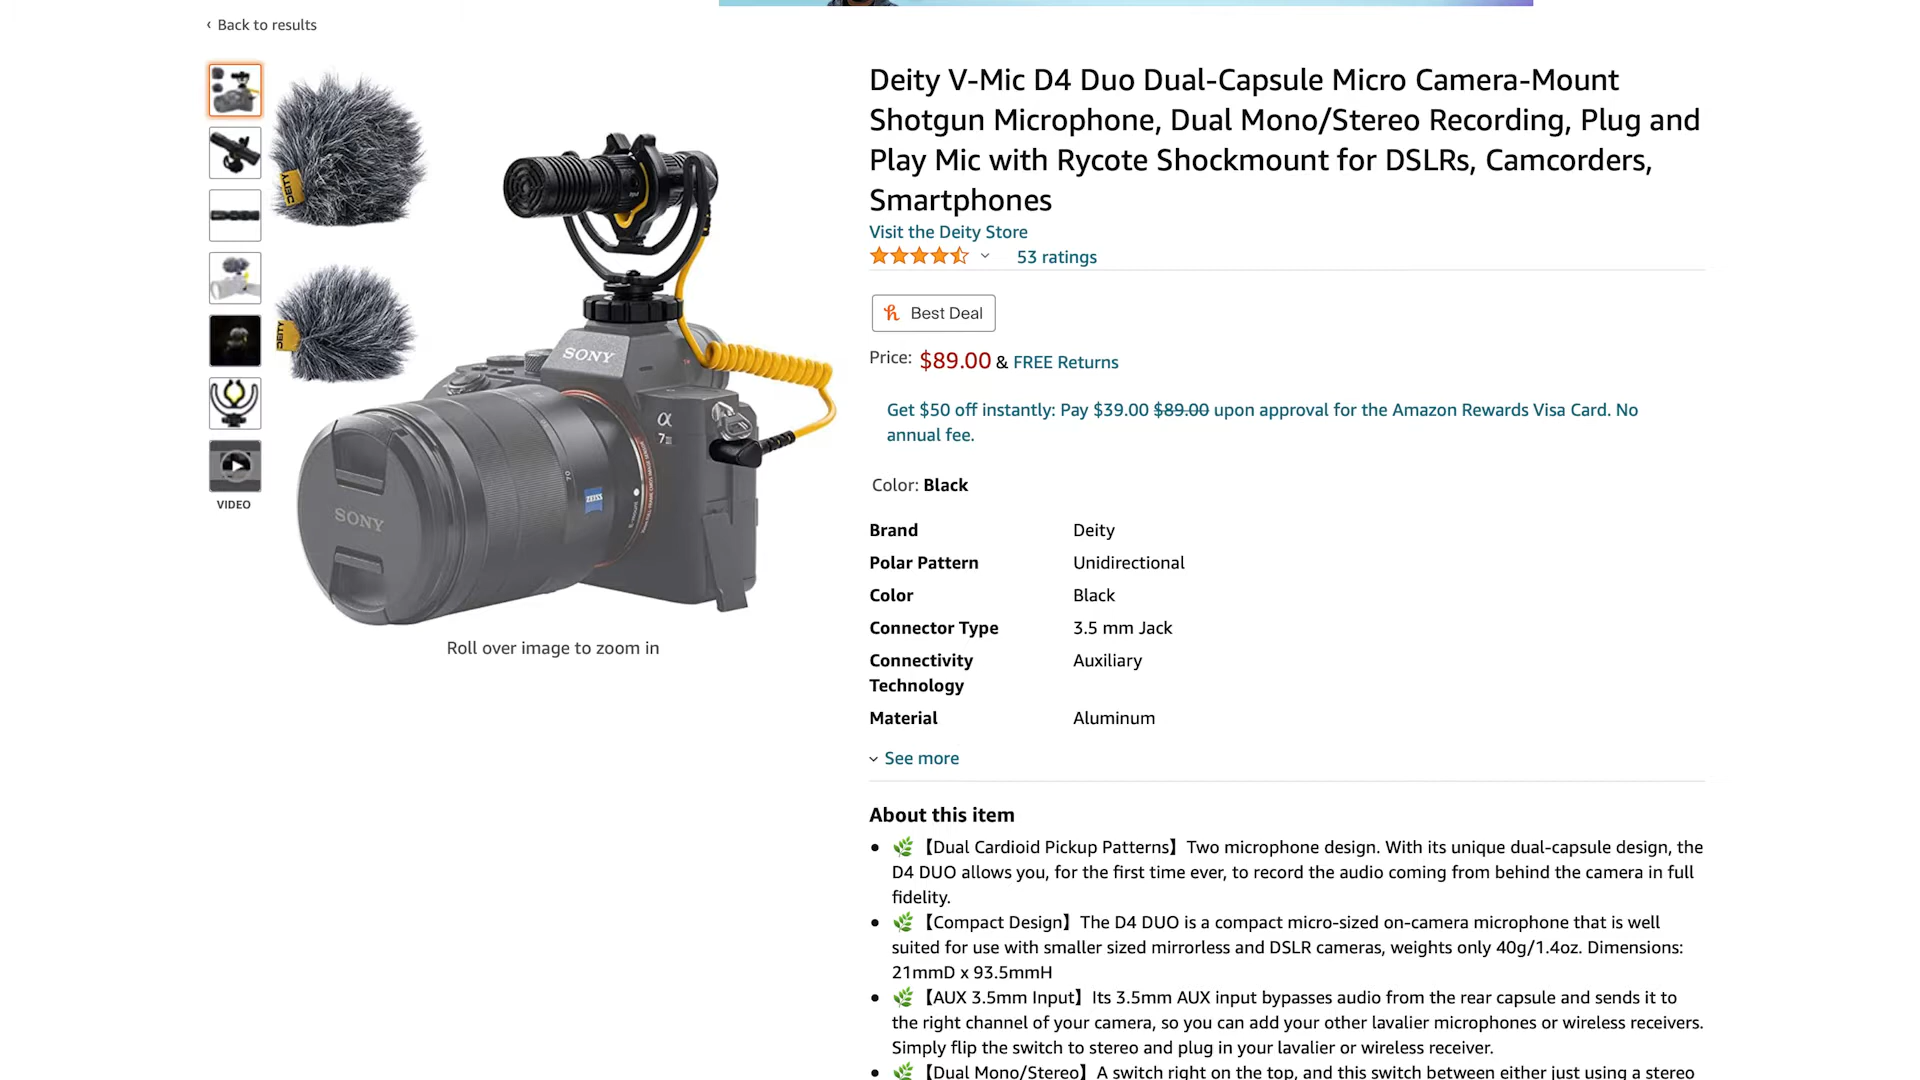 ‹ Back to results
Deity V-Mic D4 Duo Dual-Capsule Micro Camera-Mount
Shotgun Microphone, Dual Mono/Stereo Recording, Plug and
Play Mic with Rycote Shockmount for DSLRs, Camcorders,
Smartphones
Visit the Deity Store
53 ratings
Best Deal
Price: $89.00 & FREE Returns
Get $50 off instantly: Pay $39.00 $89.00 upon approval for the Amazon Rewards Visa Card. No
annual fee.
Color: Black
Brand Deity
Polar Pattern Unidirectional
Color Black
Connector Type 3.5 mm Jack
Connectivity Auxiliary
Technology
Material Aluminum
See more
About this item
• 🌿【Dual Cardioid Pickup Patterns】Two microphone design. With its unique dual-capsule design, the
D4 DUO allows you, for the first time ever, to record the audio coming from behind the camera in full
fidelity.
• 🌿【Compact Design】The D4 DUO is a compact micro-sized on-camera microphone that is well
suited for use with smaller sized mirrorless and DSLR cameras, weights only 40g/1.4oz. Dimensions:
21mmD x 93.5mmH
• 🌿【AUX 3.5mm Input】Its 3.5mm AUX input bypasses audio from the rear capsule and sends it to
the right channel of your camera, so you can add your other lavalier microphones or wireless receivers.
Simply flip the switch to stereo and plug in your lavalier or wireless receiver.
• 🌿【Dual Mono/Stereo】A switch right on the top, and this switch between either just using a stereo
VIDEO
DEITY
DEITY
SONY
α
7
SONY
ZEISS
70
Roll over image to zoom in